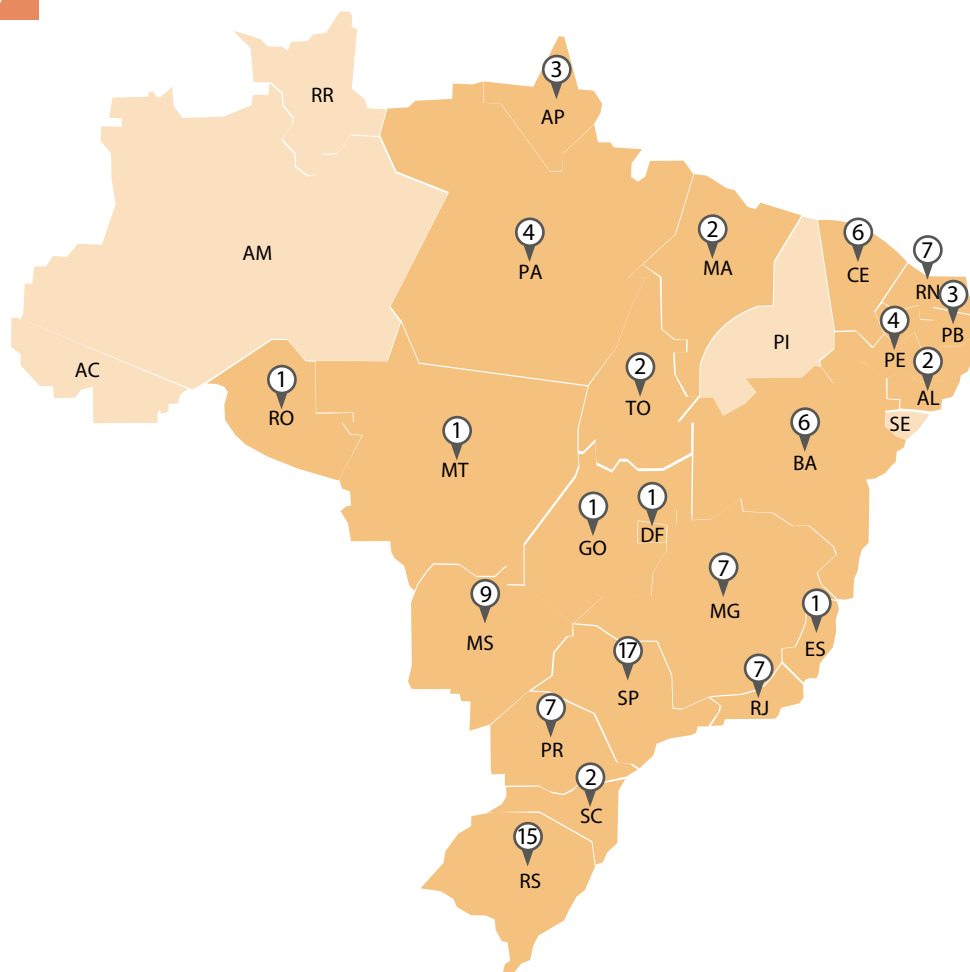 3
RR
AP
6
7
2
4
AM
CE
PA
MA
RN
3
4
PB
PI
PE
2
2
AC
1
AL
TO
RO
6
SE
1
MT
BA
1
1
DF
GO
7
9
1
MG
MS
ES
17
7
SP
RJ
7
PR
2
SC
15
RS